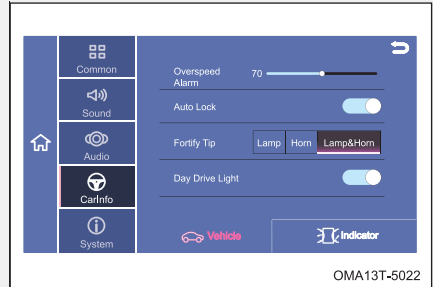 Common
Sound
Audio
CarInfo
System
Overspeed
Alarm
70
Auto Lock
Fortify Tip
Lamp
Horn
Lamp&Horn
Day Drive Light
Vehicle
Indicator
OMA13T-5022